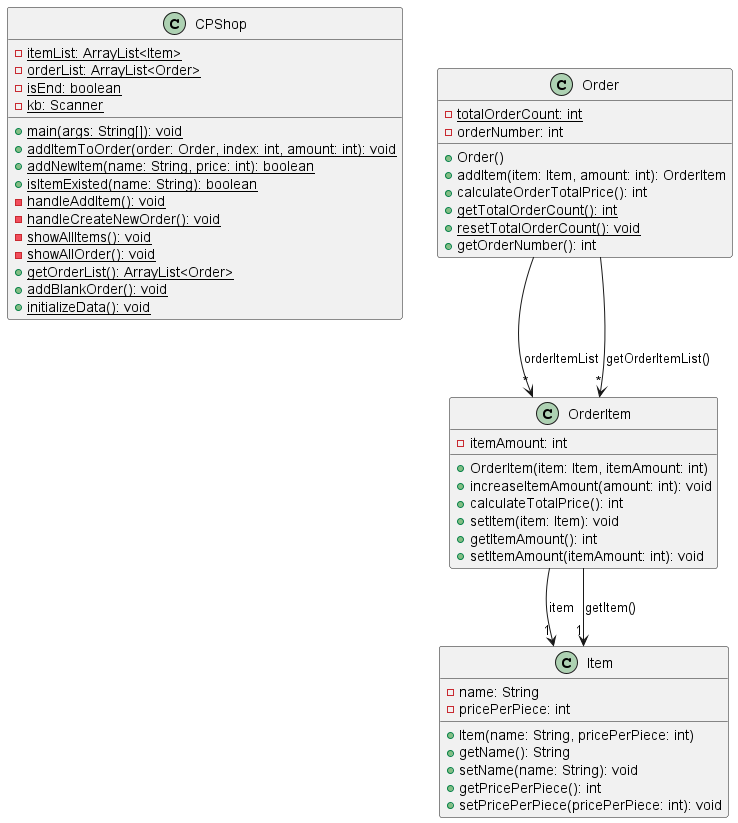 C CPShop
itemList: ArrayList<Item>
orderList: ArrayList<Order>
isEnd: boolean
kb: Scanner
main(args: String[]): void
addItemToOrder(order: Order, index: int, amount: int): void
addNewItem(name: String, price: int): boolean
isItemExisted(name: String): boolean
handleAddItem(): void
handleCreateNewOrder(): void
showAllItems(): void
showAllOrder(): void
getOrderList(): ArrayList<Order>
addBlankOrder(): void
initializeData(): void
C Order
totalOrderCount: int
orderNumber: int
Order()
addItem(item: Item, amount: int): OrderItem
calculateOrderTotalPrice(): int
getTotalOrderCount(): int
resetTotalOrderCount(): void
getOrderNumber(): int
orderItemList
getOrderItemList()
*
*
C OrderItem
itemAmount: int
OrderItem(item: Item, itemAmount: int)
increaseItemAmount(amount: int): void
calculateTotalPrice(): int
setItem(item: Item): void
getItemAmount(): int
setItemAmount(itemAmount: int): void
item
getItem()
1
1
C Item
name: String
pricePerPiece: int
Item(name: String, pricePerPiece: int)
getName(): String
setName(name: String): void
getPricePerPiece(): int
setPricePerPiece(pricePerPiece: int): void